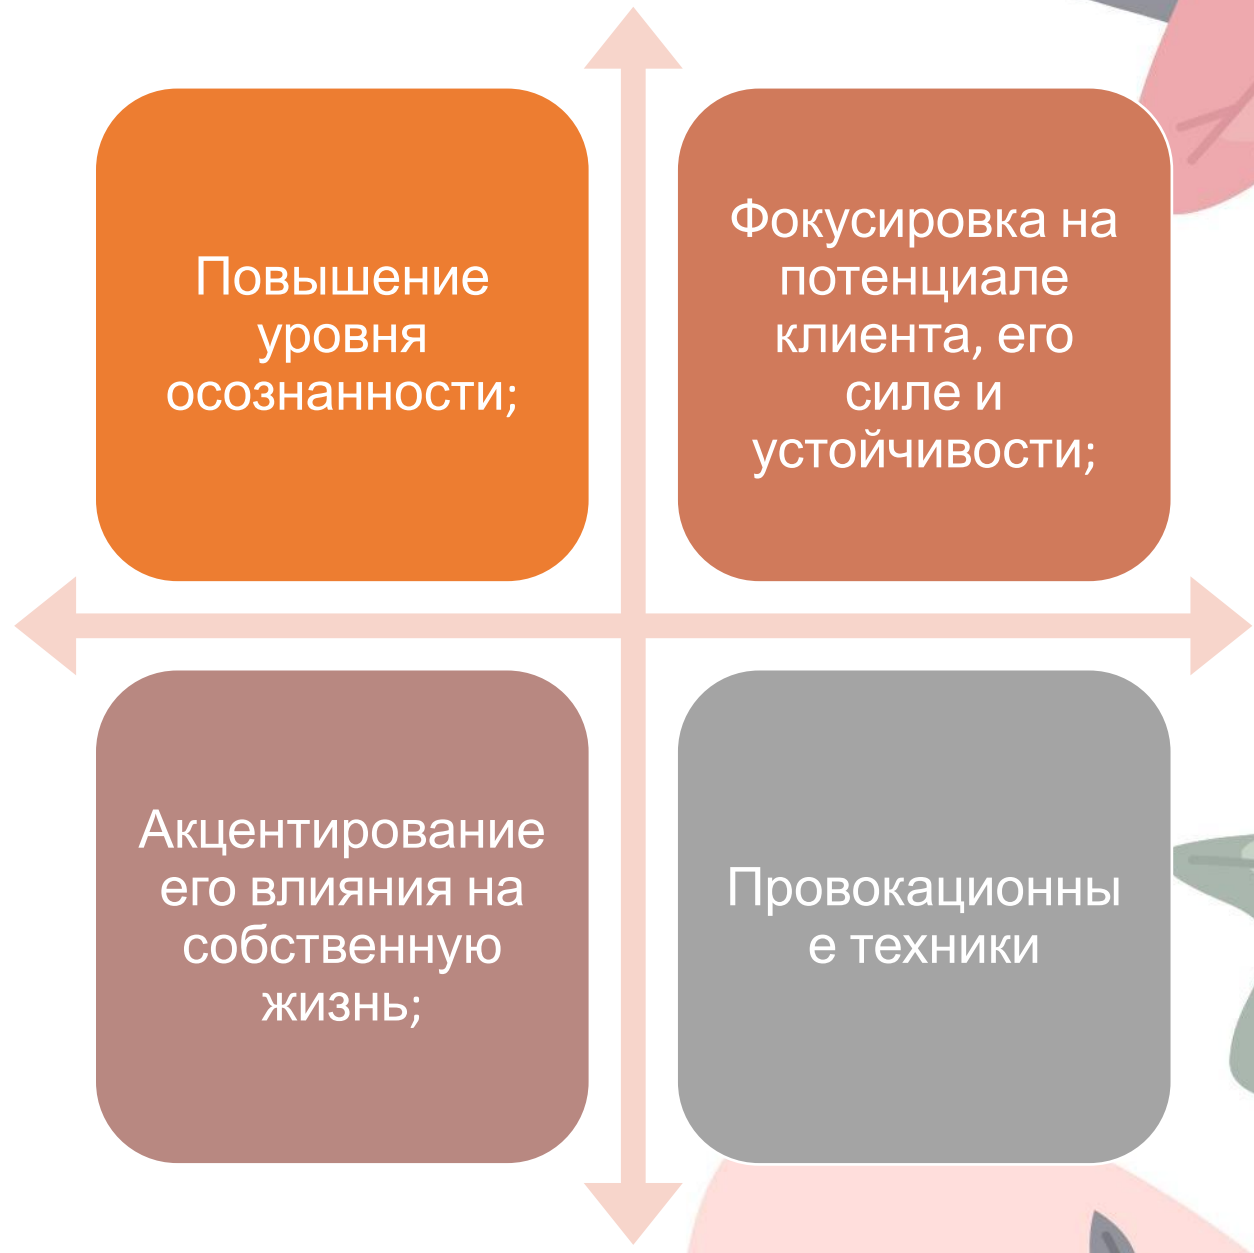 Повышение
уровня
осознанности;
Фокусировка на
потенциале
клиента, его
силе и
устойчивости;
Акцентирование
его влияния на
собственную
жизнь;
Провокационны
е техники